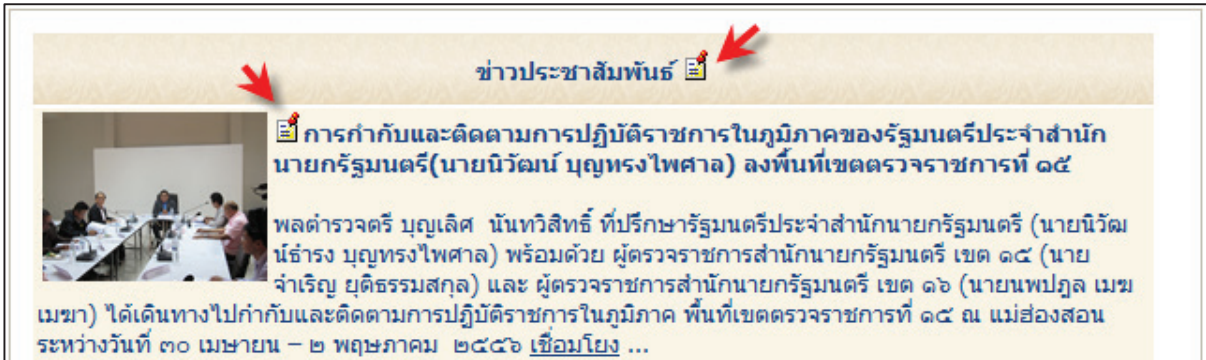 ข่าวประชาสัมพันธ์
การกำกับและติดตามการปฏิบัติราชการในภูมิภาคของรัฐมนตรีประจำสำนัก
นายกรัฐมนตรี(นายนิวัฒน์ บุญทรงไพศาล) ลงพื้นที่เขตตรวจราชการที่ ๑๕
พลตำรวจตรี บุญเลิศ นันทวิสิทธิ์ ที่ปรึกษารัฐมนตรีประจำสำนักนายกรัฐมนตรี (นายนิวัฒ
น์ธำรง บุญทรงไพศาล) พร้อมด้วย ผู้ตรวจราชการสำนักนายกรัฐมนตรี เขต ๑๕ (นาย
จำเริญ ยุติธรรมสกุล) และ ผู้ตรวจราชการสำนักนายกรัฐมนตรี เขต ๑๖ (นายนพปฎล เมฆ
เมฆา) ได้เดินทางไปกำกับและติดตามการปฏิบัติราชการในภูมิภาค พื้นที่เขตตรวจราชการที่ ๑๕ ณ แม่ฮ่องสอน
ระหว่างวันที่ ๓๐ เมษายน – ๒ พฤษภาคม ๒๕๕๖ เชื่อมโยง ...